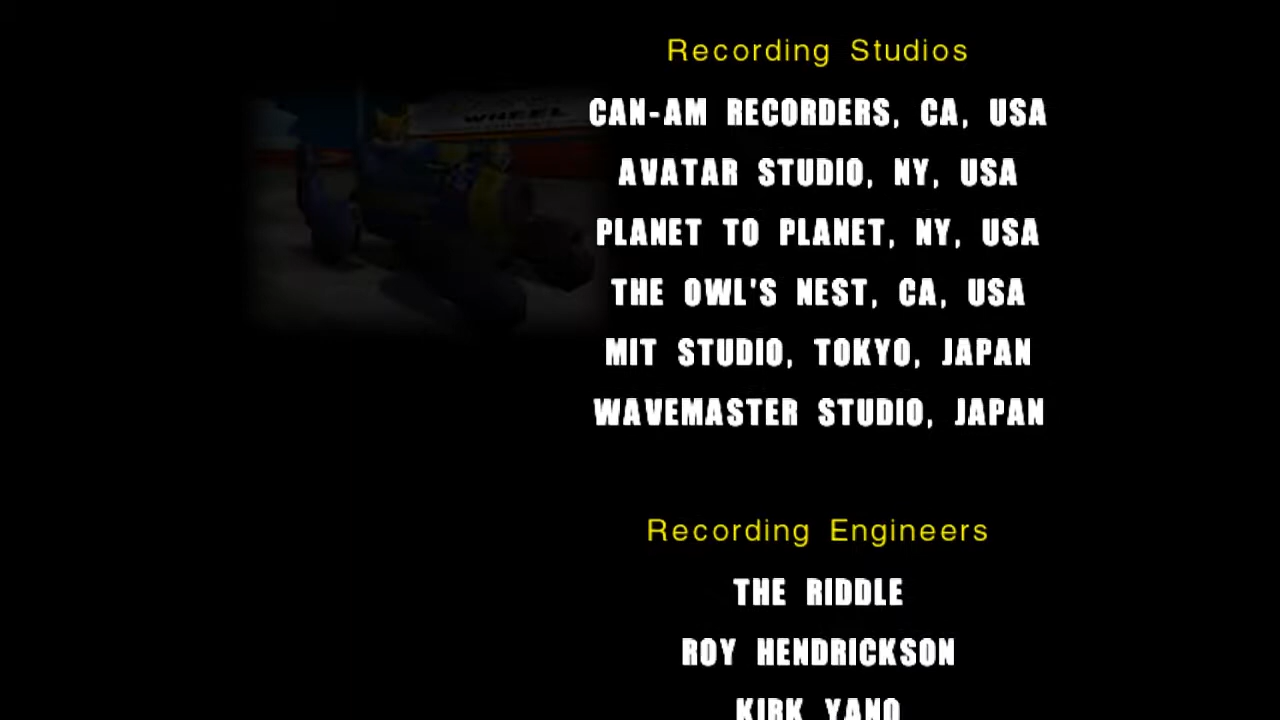 Recording Studios
WHEEL
CAN-AM RECORDERS, CA, USA
AVATAR STUDIO, NY, USA
PLANET TO PLANET, NY, USA
THE OWL'S NEST, CA, USA
MIT STUDIO, TOKYO, JAPAN
WAVEMASTER STUDIO, JAPAN
Recording Engineers
THE RIDDLE
ROY HENDRICKSON
KIRK YANO